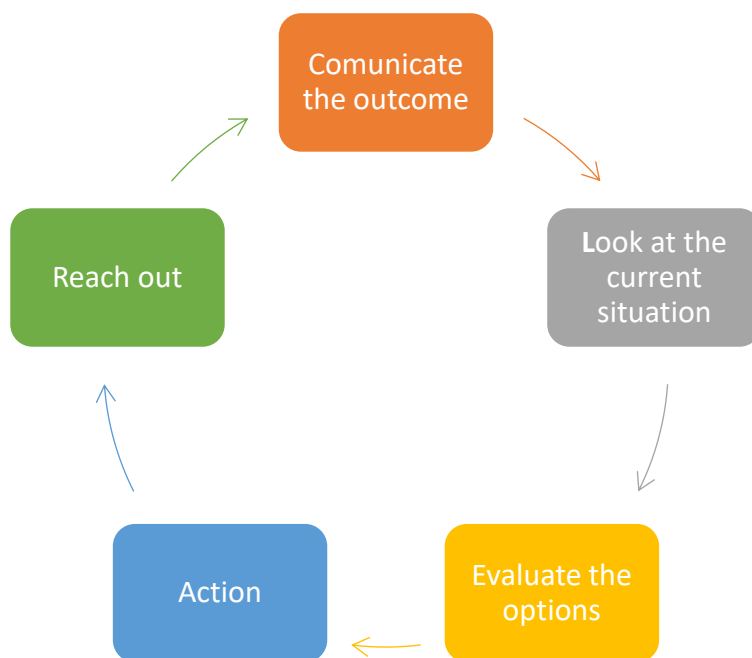 Comunicate
the outcome
Look at the
current
situation
Evaluate the
options
Action
Reach out